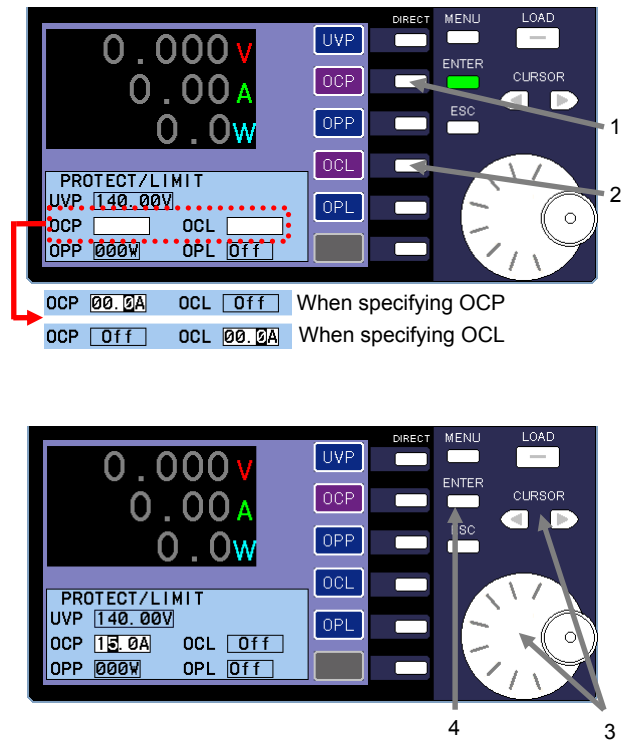 DIRECT MENU LOAD
0.000V UVP
ENTER
0.00A OCP CURSOR
1
ESC
0.0W OPP
OCL
2
PROTECT/LIMIT
UVP 140.00V OPL
OCP OCL
OPP 000W OPL Off
OCP 00.0A OCL Off When specifying OCP
OCP Off OCL 00.0A When specifying OCL
DIRECT MENU LOAD
0.000V UVP
ENTER
0.00A OCP CURSOR
ESC
0.0W OPP
OCL
PROTECT/LIMIT
UVP 140.00V OPL
OCP 15.0A OCL Off
OPP 000W OPL Off
4 3